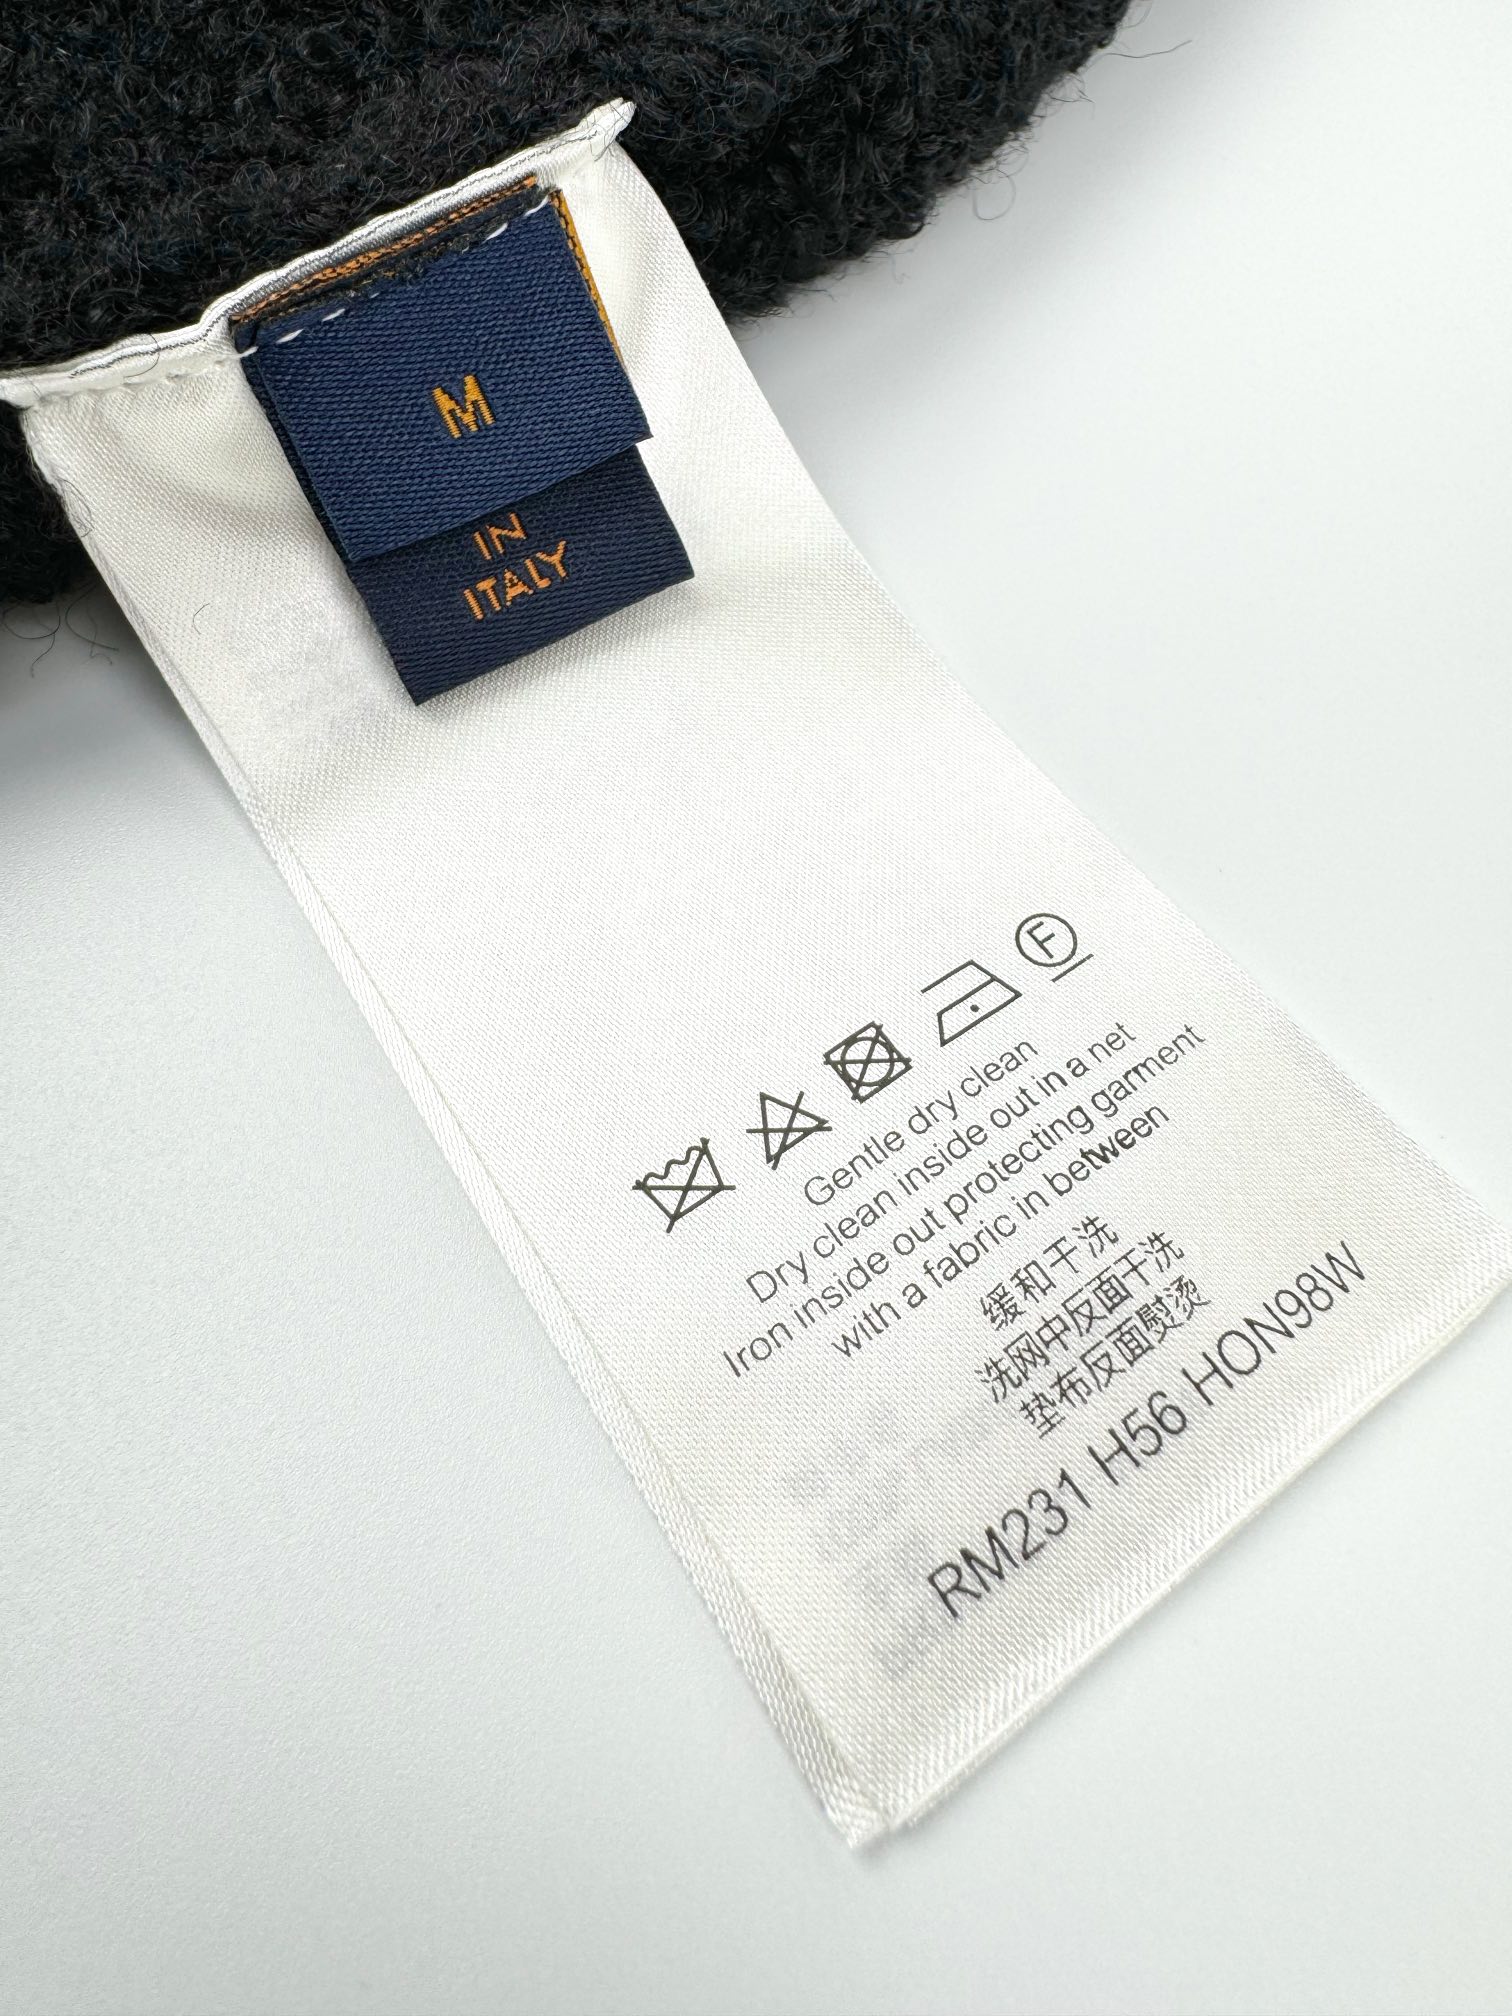 M
IN
ITALY
F
Gentle dry clean
Dry clean inside out in a net
Iron inside out protecting garment
with a fabric in between
缓和干洗
洗网中反面干洗
垫布反面熨烫
RM231 H56 HON98W